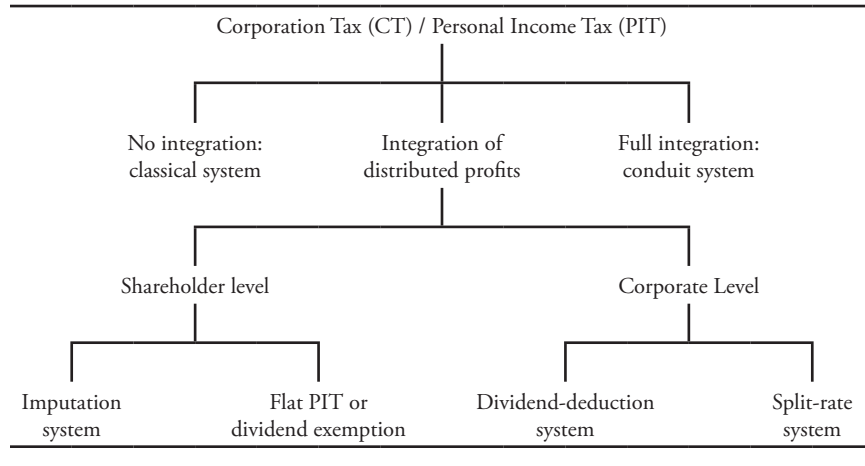 Corporation Tax (CT) / Personal Income Tax (PIT)
No integration:
classical system
Integration of
distributed profits
Full integration:
conduit system
Shareholder level
Corporate Level
Imputation
system
Flat PIT or
dividend exemption
Dividend-deduction
system
Split-rate
system